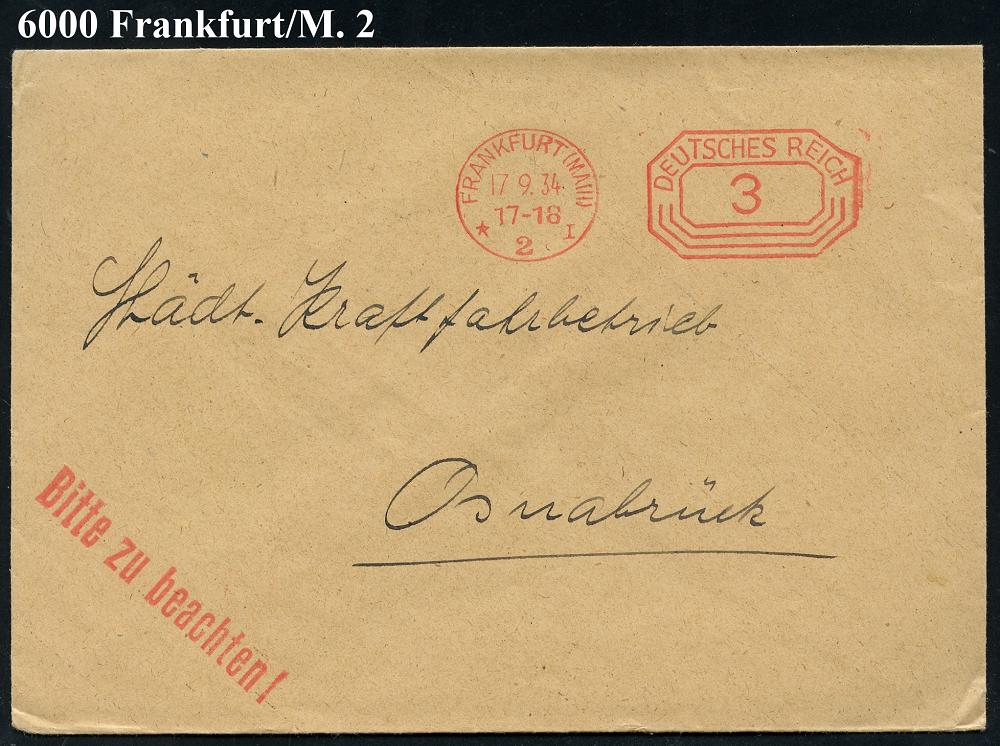 6000 Frankfurt/M. 2
FRANKFURT (MAIN)
17 9.34
17-18
* 2 I
DEUTSCHES REICH
3
Städt. Kraftfahrbetrieb
Osnabrück
Bitte zu beachten!